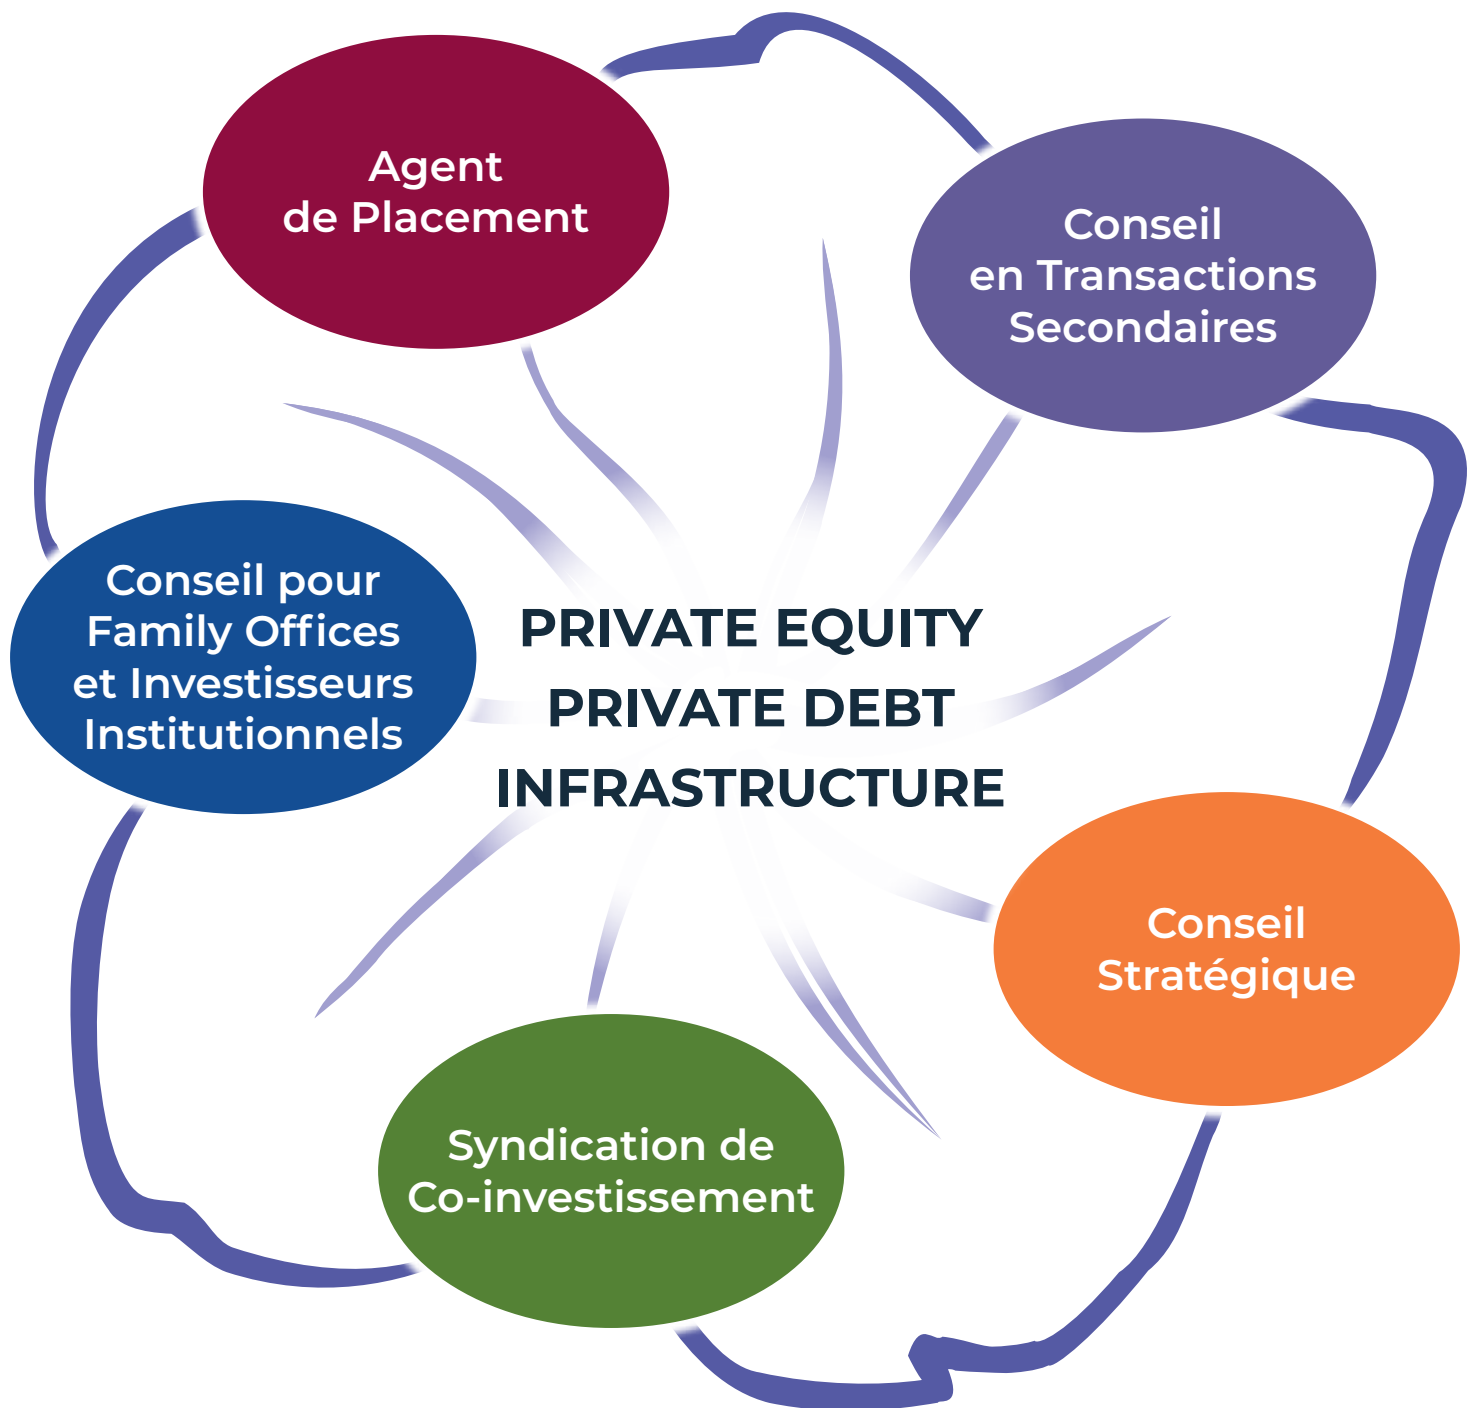 Agent
de Placement
Conseil
en Transactions
Secondaires
Conseil pour
Family Offices
et Investisseurs
Institutionnels
PRIVATE EQUITY
PRIVATE DEBT
INFRASTRUCTURE
Conseil
Stratégique
Syndication de
Co-investissement